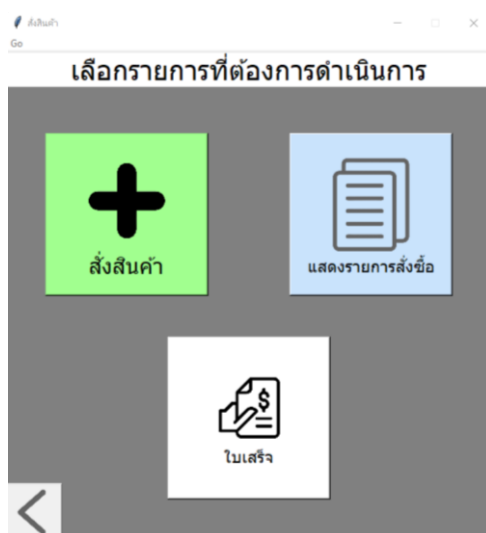 สั่งสินค้า
Go
เลือกรายการที่ต้องการดำเนินการ
สั่งสินค้า
แสดงรายการสั่งซื้อ
$
ใบเสร็จ